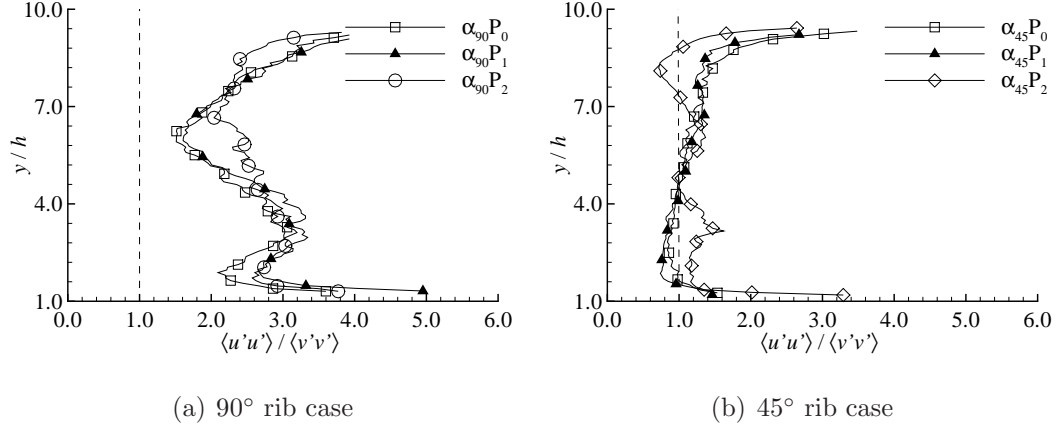 10.0
7.0
4.0
1.0
y / h
0.0 1.0 2.0 3.0 4.0 5.0 6.0
⟨u'u'⟩ / ⟨v'v'⟩
α₉₀P₀
α₉₀P₁
α₉₀P₂
(a) 90° rib case
10.0
7.0
4.0
1.0
y / h
0.0 1.0 2.0 3.0 4.0 5.0 6.0
⟨u'u'⟩ / ⟨v'v'⟩
α₄₅P₀
α₄₅P₁
α₄₅P₂
(b) 45° rib case